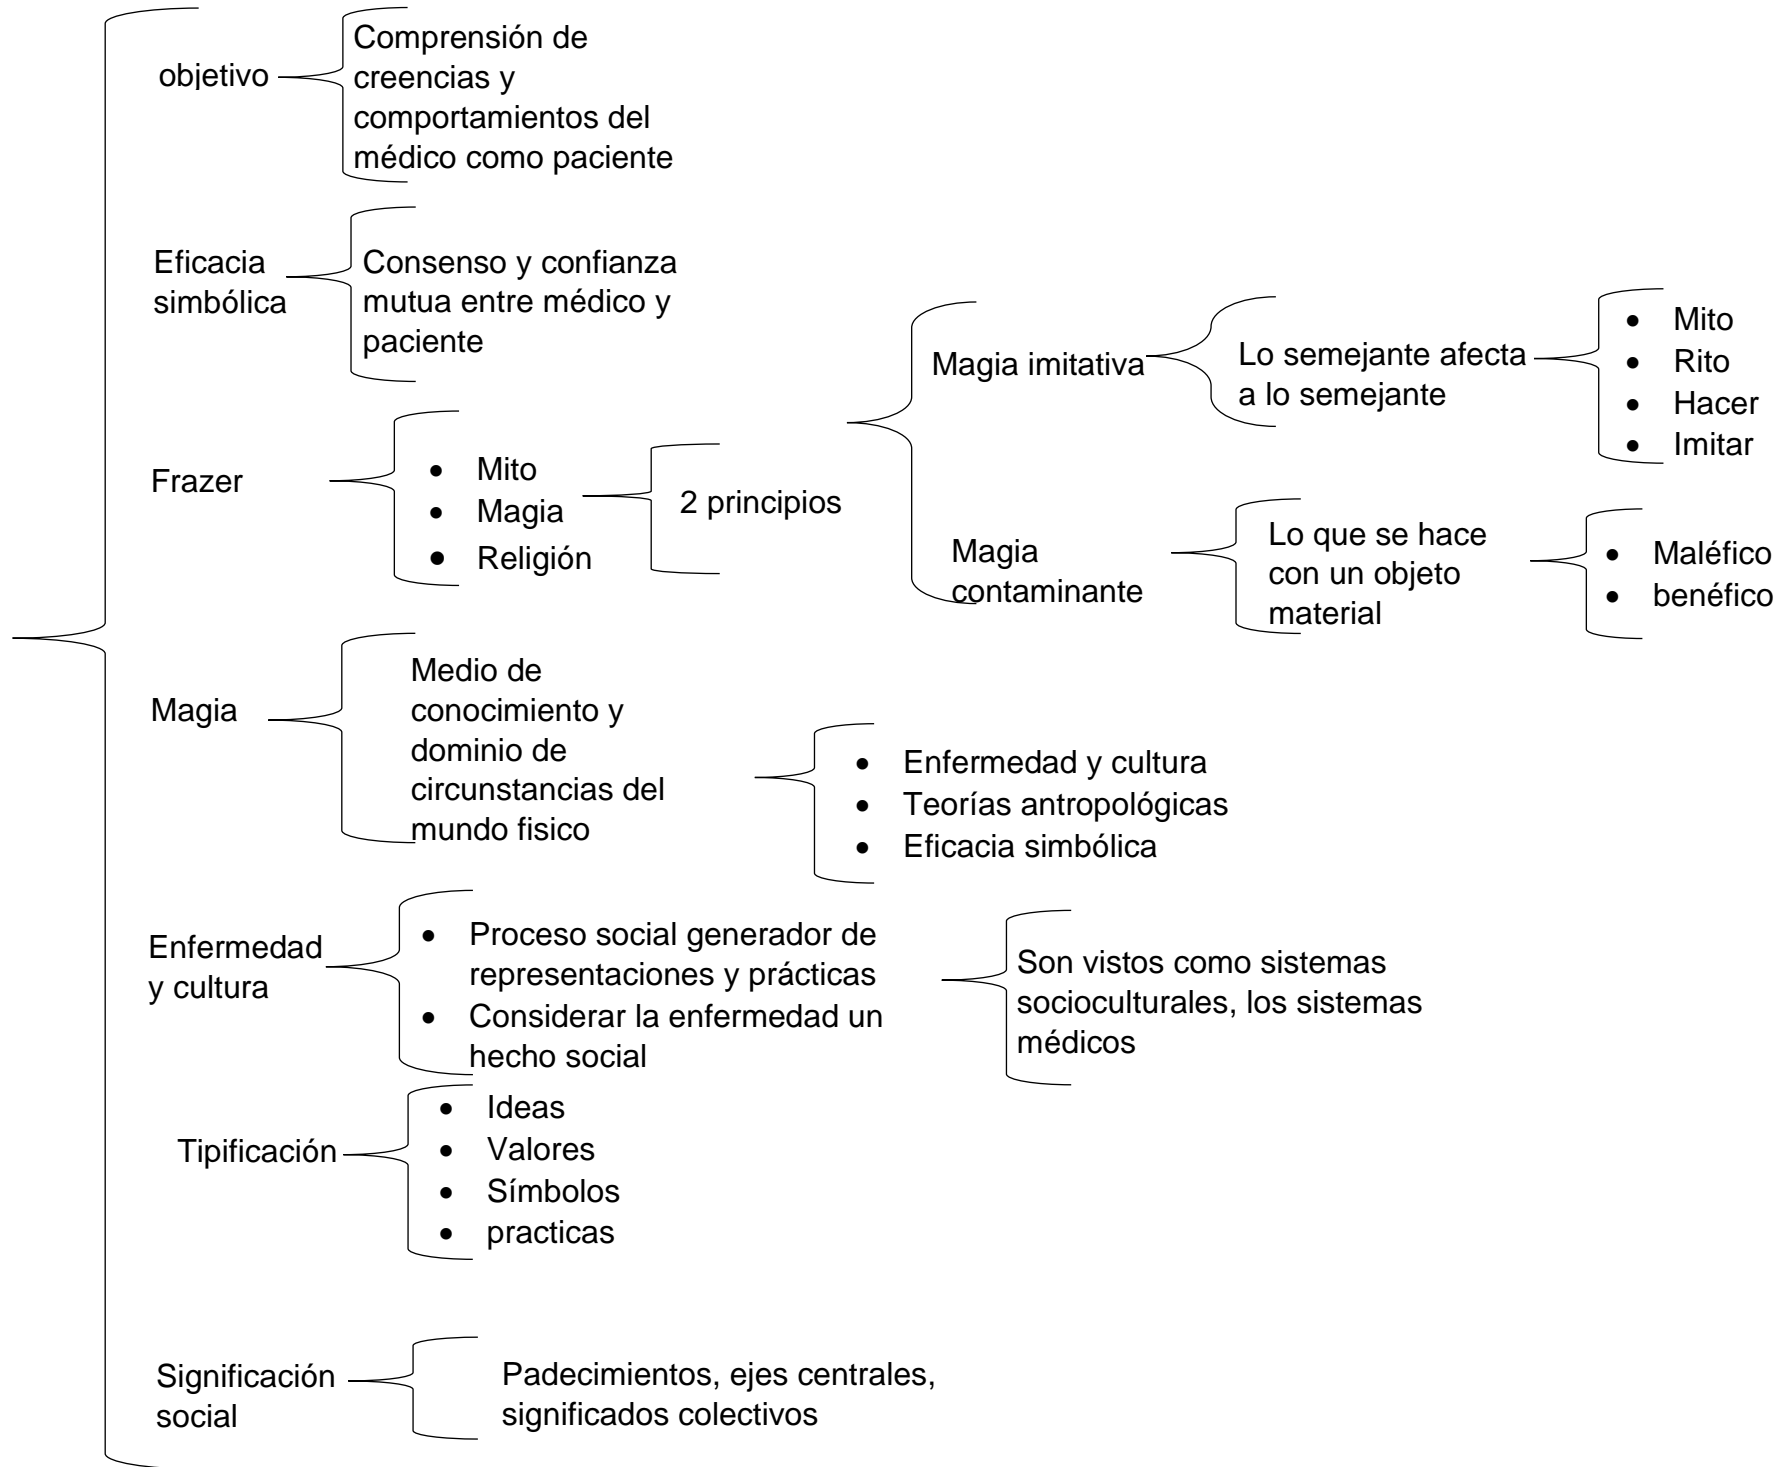 objetivo
Comprensión de
creencias y
comportamientos del
médico como paciente
Eficacia
simbólica
Consenso y confianza
mutua entre médico y
paciente
Frazer
• Mito
• Magia
• Religión
2 principios
Magia imitativa
Lo semejante afecta
a lo semejante
• Mito
• Rito
• Hacer
• Imitar
Magia
contaminante
Lo que se hace
con un objeto
material
• Maléfico
• benéfico
Magia
Medio de
conocimiento y
dominio de
circunstancias del
mundo fisico
• Enfermedad y cultura
• Teorías antropológicas
• Eficacia simbólica
Enfermedad
y cultura
• Proceso social generador de
representaciones y prácticas
• Considerar la enfermedad un
hecho social
Son vistos como sistemas
socioculturales, los sistemas
médicos
Tipificación
• Ideas
• Valores
• Símbolos
• practicas
Significación
social
Padecimientos, ejes centrales,
significados colectivos